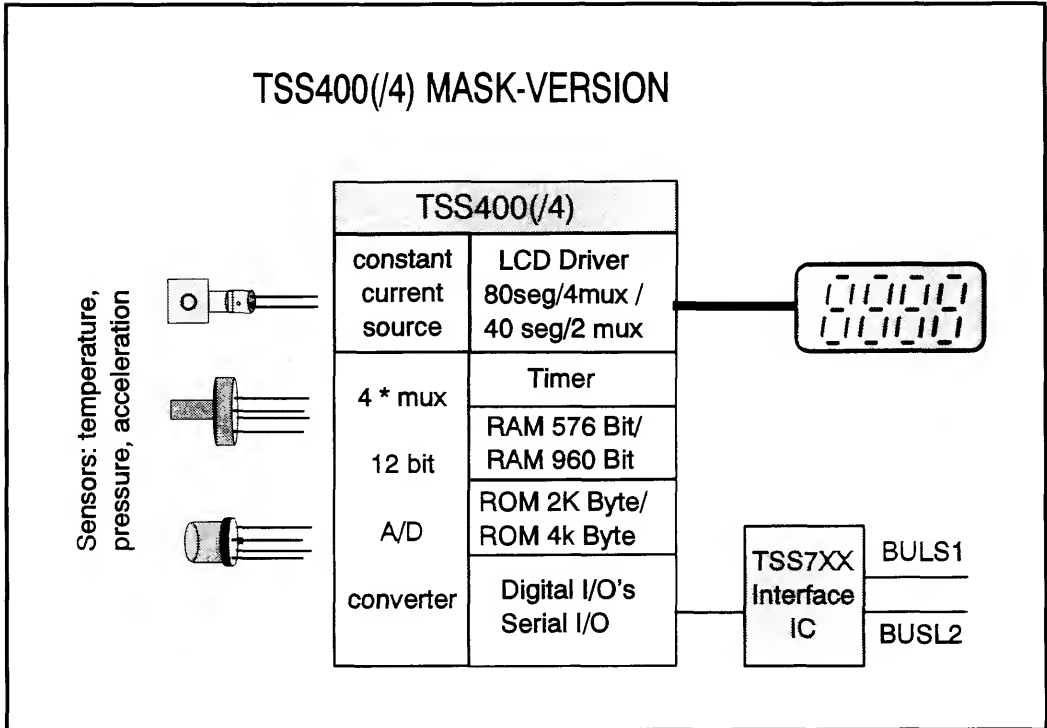 TSS400(/4) MASK-VERSION
TSS400(/4)
constant
current
source
LCD Driver
80seg/4mux /
40 seg/2 mux
4 * mux
12 bit
A/D
converter
Timer
RAM 576 Bit/
RAM 960 Bit
ROM 2K Byte/
ROM 4k Byte
Digital I/O's
Serial I/O
Sensors: temperature,
pressure, acceleration
TSS7XX
Interface
IC
BULS1
BUSL2